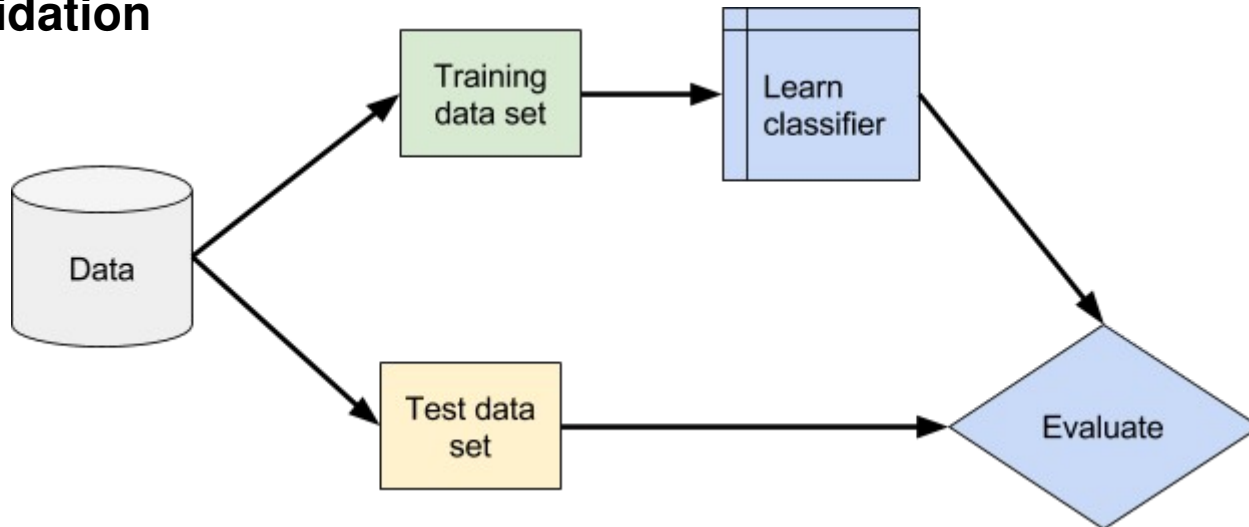 idation
Training
data set
Learn
classifier
Data
Test data
set
Evaluate